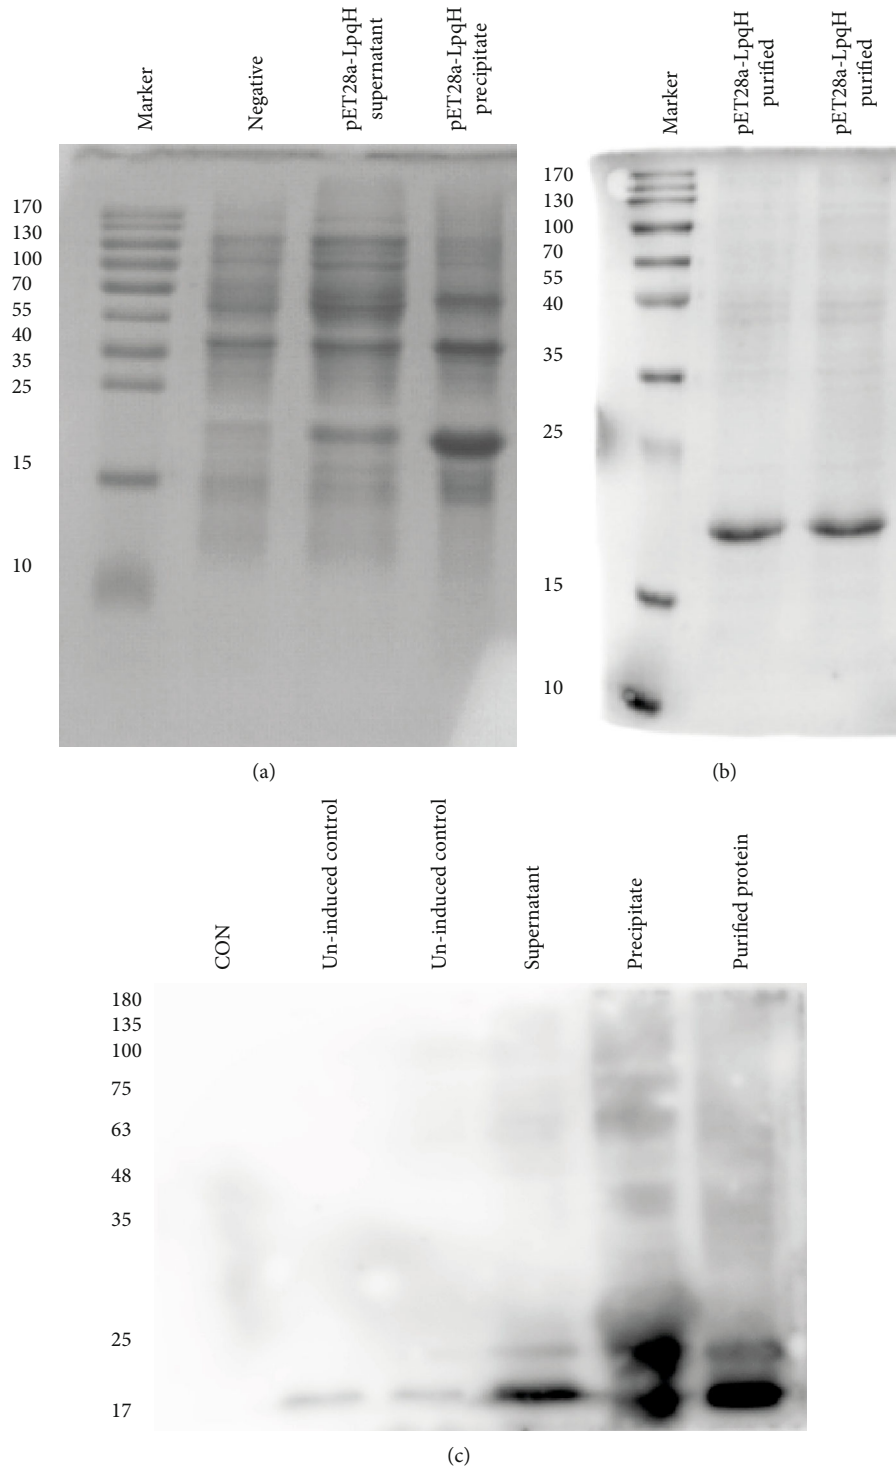 Marker
Negative
pET28a-LpqH
supernatant
pET28a-LpqH
precipitate
170
130
100
70
55
40
35
25
15
10
(a)
Marker
pET28a-LpqH
purified
pET28a-LpqH
purified
170
130
100
70
55
40
35
25
15
10
(b)
CON
Un-induced control
Un-induced control
Supernatant
Precipitate
Purified protein
180
135
100
75
63
48
35
25
17
(c)